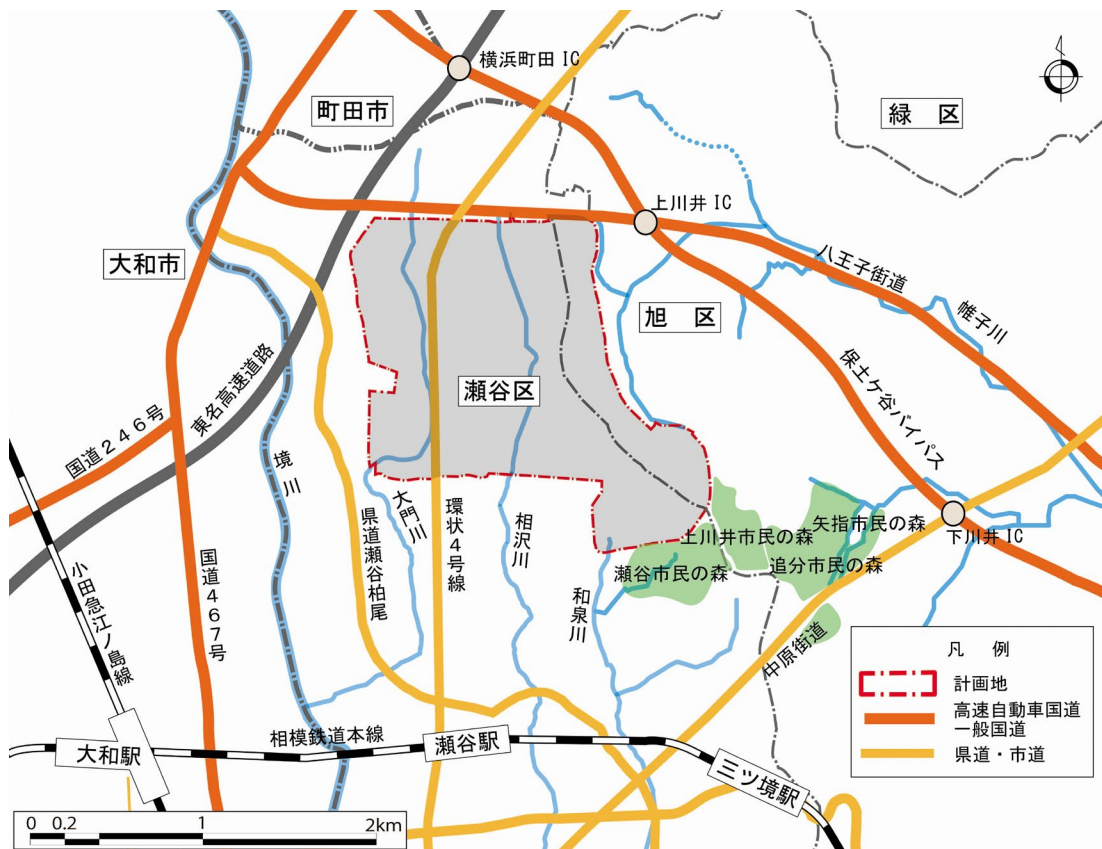 横浜町田 IC
町田市
緑 区
上川井 IC
大和市
旭 区
八王子街道
帷子川
瀬谷区
保土ケ谷バイパス
東名高速道路
国道246号
境川
大門川
県道瀬谷柏尾
環状4号線
相沢川
上川井市民の森
矢指市民の森
下川井 IC
瀬谷市民の森
追分市民の森
小田急江ノ島線
国道467号
和泉川
中原街道
相模鉄道本線
大和駅
瀬谷駅
三ツ境駅
凡 例
計画地
高速自動車国道
一般国道
県道・市道
0 0.2 1 2km